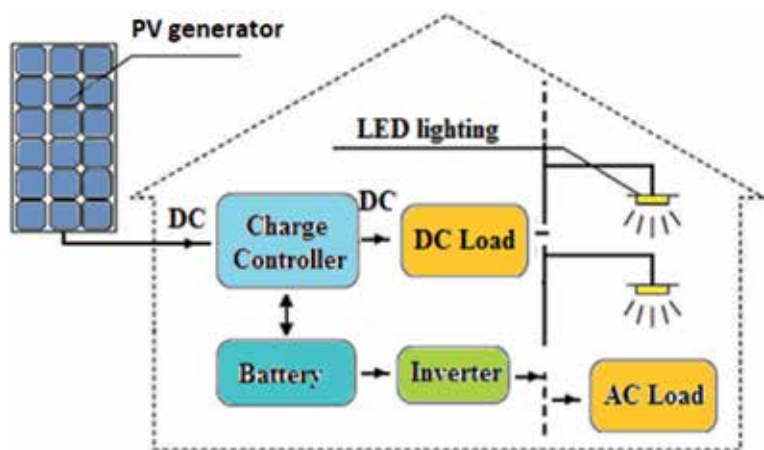 PV generator
LED lighting
DC
DC
Charge
Controller
DC Load
Battery
Inverter
AC Load